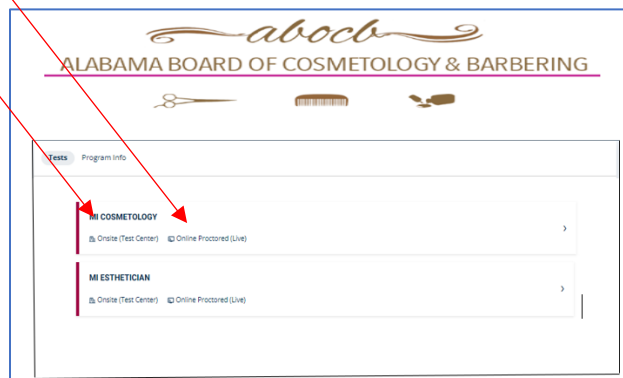 abocb
ALABAMA BOARD OF COSMETOLOGY & BARBERING
Tests Program Info
MI COSMETOLOGY
Onsite (Test Center) Online Proctored (Live)
MI ESTHETICIAN
Onsite (Test Center) Online Proctored (Live)